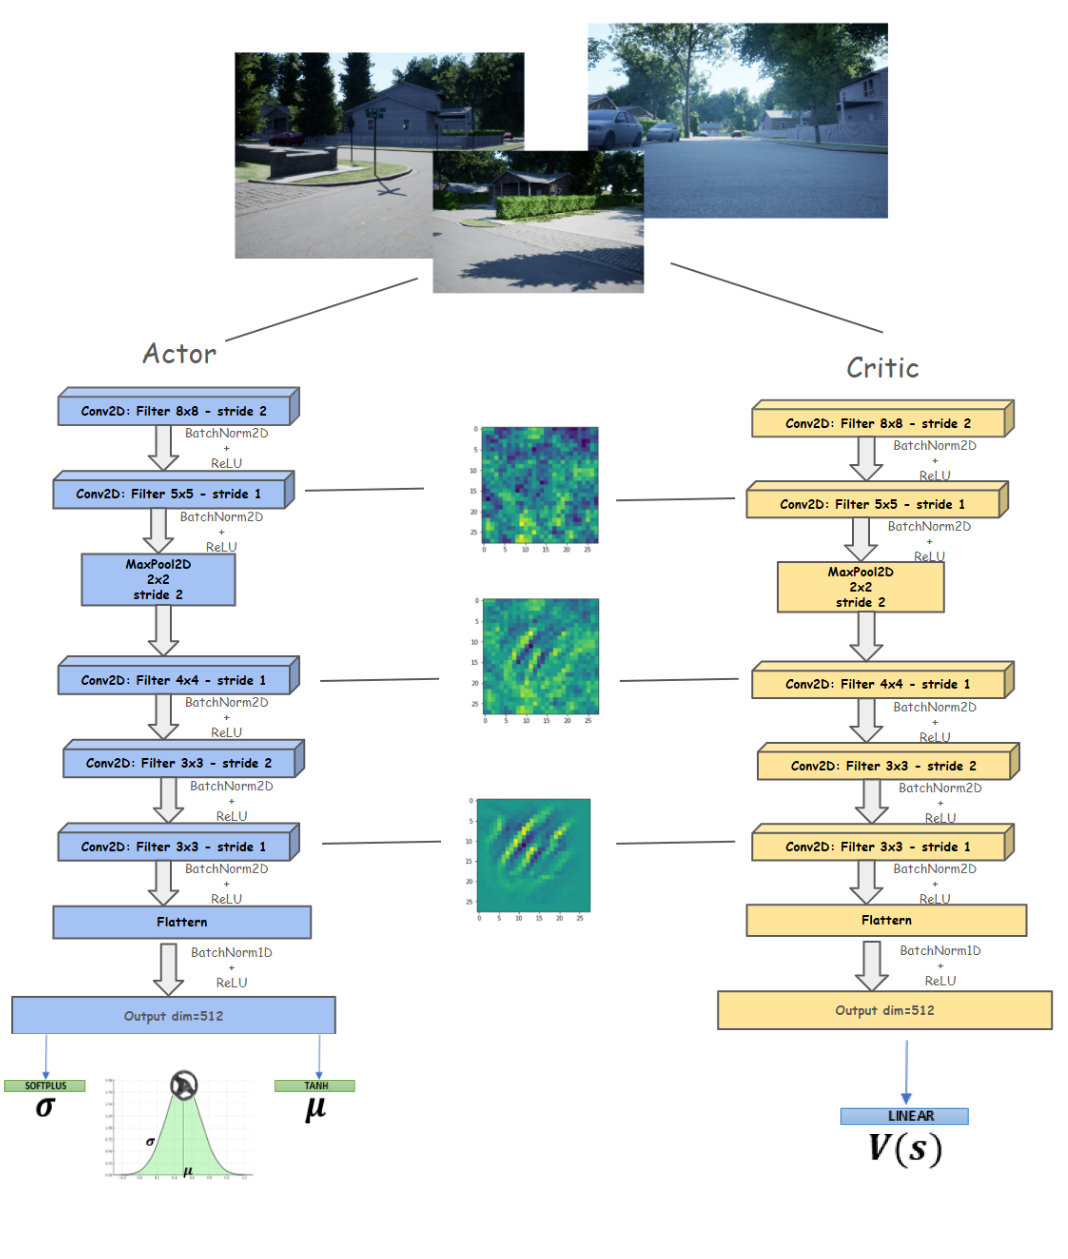 Actor
Conv2D: Filter 8x8 - stride 2
BatchNorm2D
+
ReLU
Conv2D: Filter 5x5 - stride 1
BatchNorm2D
+
ReLU
MaxPool2D
2x2
stride 2
Conv2D: Filter 4x4 - stride 1
BatchNorm2D
+
ReLU
Conv2D: Filter 3x3 - stride 2
BatchNorm2D
+
ReLU
Conv2D: Filter 3x3 - stride 1
BatchNorm2D
+
ReLU
Flattern
BatchNorm1D
+
ReLU
Output dim=512
SOFTPLUS
σ
TANH
μ
σ
μ
0
5
10
15
20
25
0 5 10 15 20 25
0
5
10
15
20
25
0 5 10 15 20 25
0
5
10
15
20
25
0 5 10 15 20 25
Critic
Conv2D: Filter 8x8 - stride 2
BatchNorm2D
+
ReLU
Conv2D: Filter 5x5 - stride 1
BatchNorm2D
+
ReLU
MaxPool2D
2x2
stride 2
Conv2D: Filter 4x4 - stride 1
BatchNorm2D
+
ReLU
Conv2D: Filter 3x3 - stride 2
BatchNorm2D
+
ReLU
Conv2D: Filter 3x3 - stride 1
BatchNorm2D
+
ReLU
Flattern
BatchNorm1D
+
ReLU
Output dim=512
LINEAR
V(s)